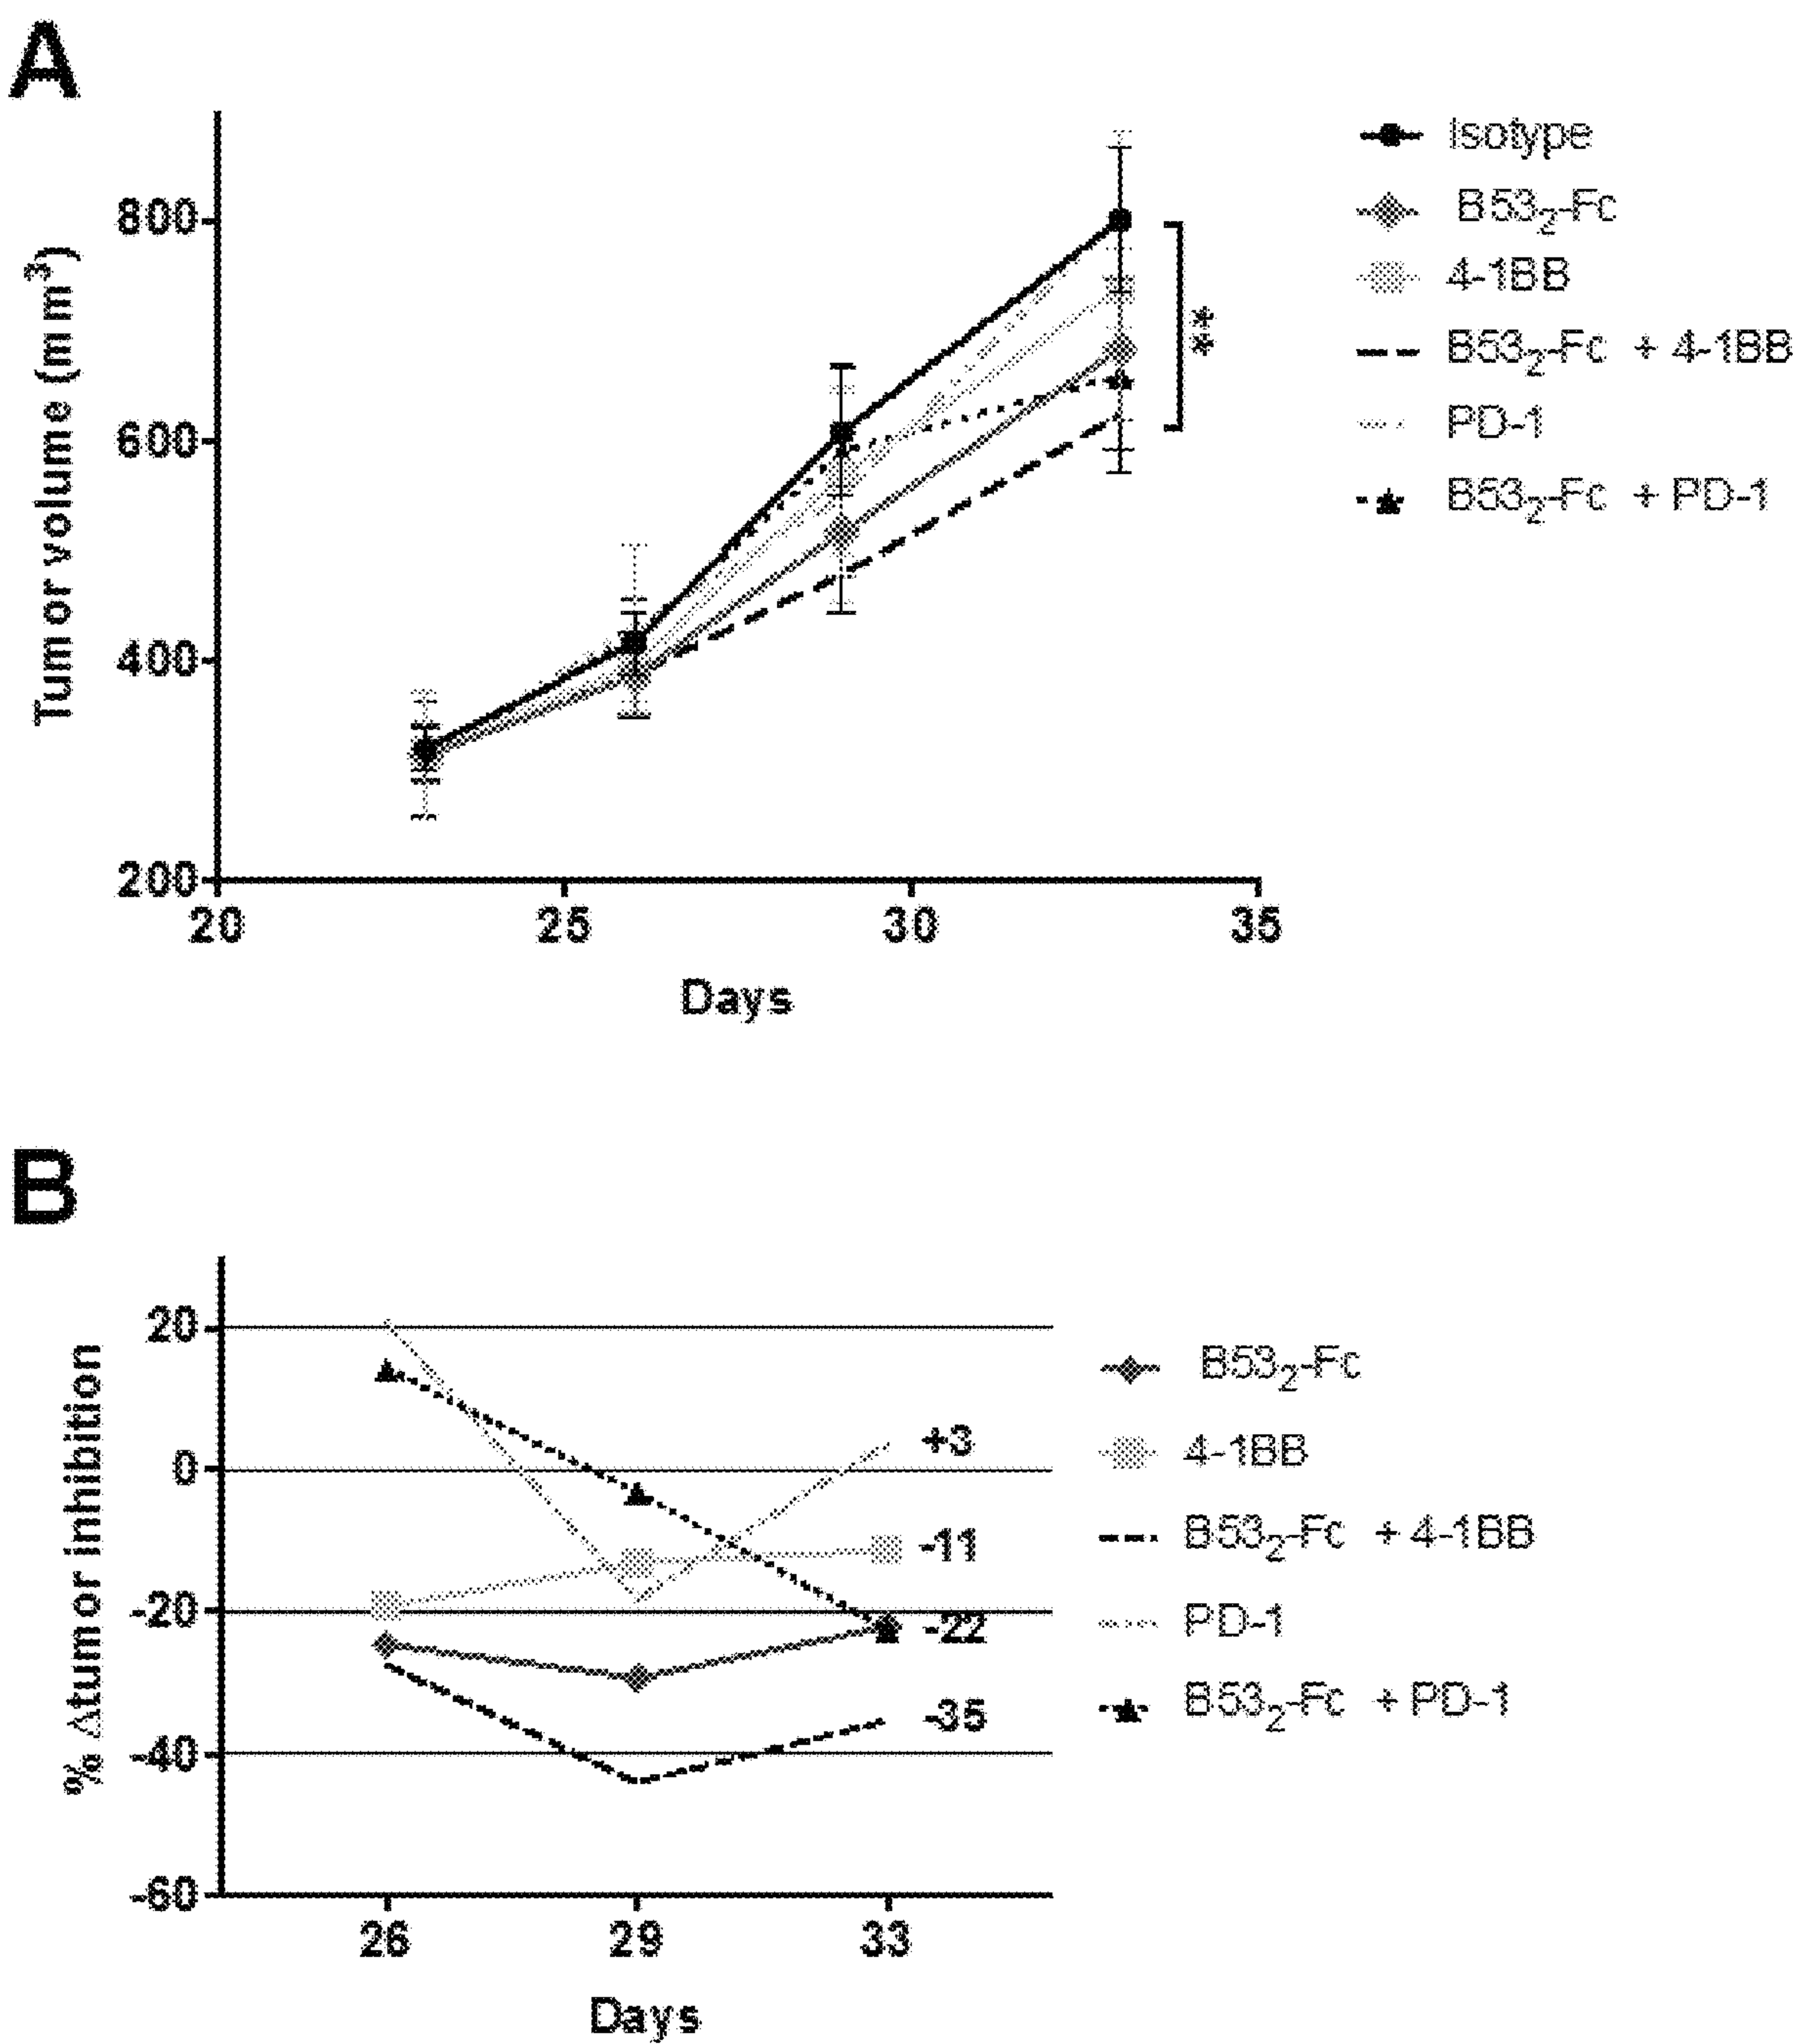 A
Tumor volume (mm³)
800
600
400
200
20
25
30
35
Days
**
Isotype
B53₂-Fc
4-1BB
B53₂-Fc + 4-1BB
PD-1
B53₂-Fc + PD-1
B
% Δtumor inhibition
20
0
-20
-40
-60
26
29
33
Days
+3
-11
-22
-35
B53₂-Fc
4-1BB
B53₂-Fc + 4-1BB
PD-1
B53₂-Fc + PD-1